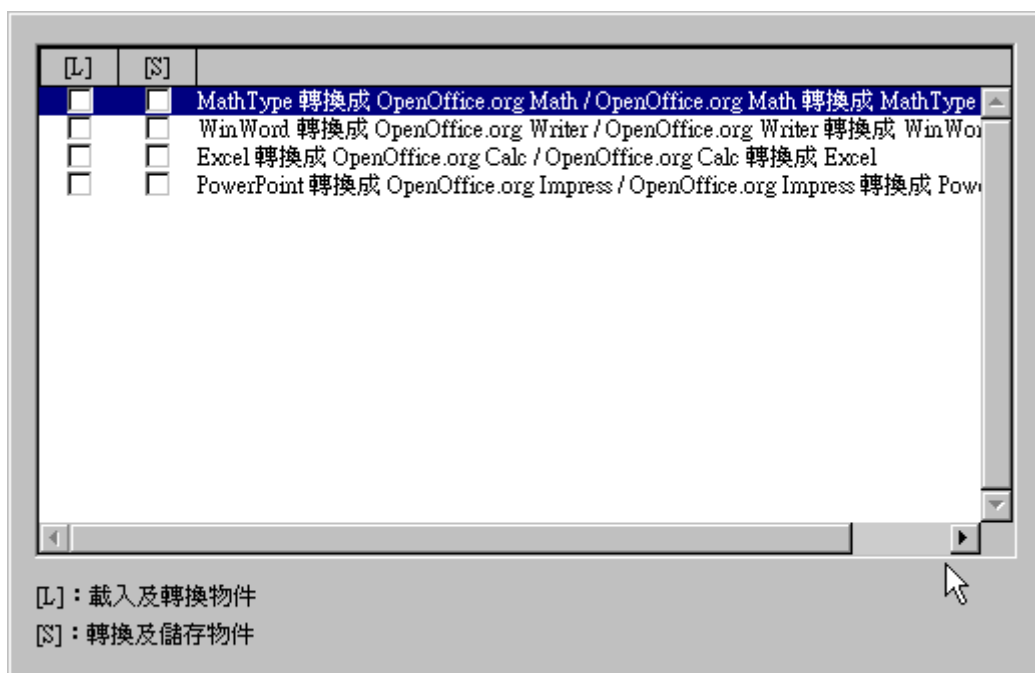 [L] [S]
MathType 轉換成 OpenOffice.org Math / OpenOffice.org Math 轉換成 MathType
WinWord 轉換成 OpenOffice.org Writer / OpenOffice.org Writer 轉換成 WinWor
Excel 轉換成 OpenOffice.org Calc / OpenOffice.org Calc 轉換成 Excel
PowerPoint 轉換成 OpenOffice.org Impress / OpenOffice.org Impress 轉換成 Pow
[L]：載入及轉換物件
[S]：轉換及儲存物件